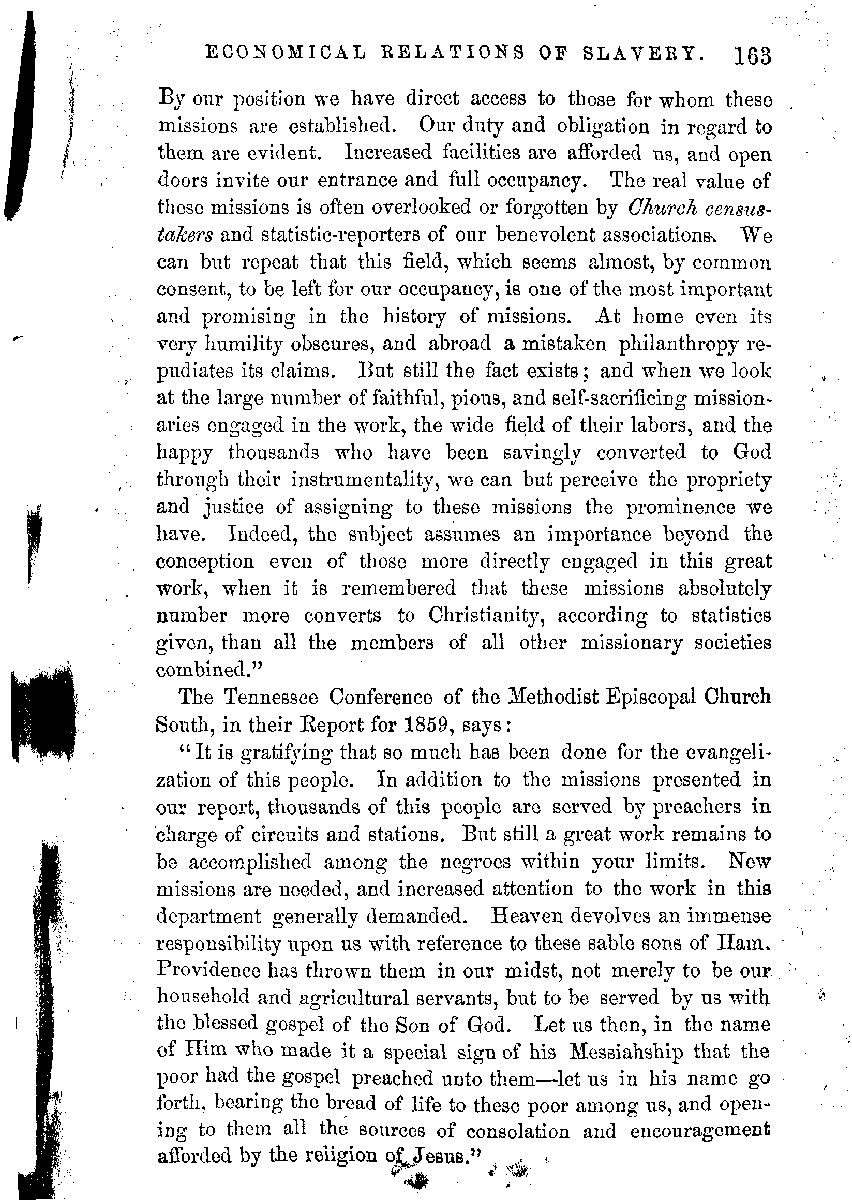 ECONOMICAL RELATIONS OF SLAVERY. 163
By our position we have direct access to those for whom these
missions are established. Our duty and obligation in regard to
them are evident. Increased facilities are afforded us, and open
doors invite our entrance and full occupancy. The real value of
these missions is often overlooked or forgotten by Church census-
takers and statistic-reporters of our benevolent associations. We
can but repeat that this field, which seems almost, by common
consent, to be left for our occupancy, is one of the most important
and promising in the history of missions. At home even its
very humility obscures, and abroad a mistaken philanthropy re-
pudiates its claims. But still the fact exists; and when we look
at the large number of faithful, pious, and self-sacrificing mission-
aries engaged in the work, the wide field of their labors, and the
happy thousands who have been savingly converted to God
through their instrumentality, we can but perceive the propriety
and justice of assigning to these missions the prominence we
have. Indeed, the subject assumes an importance beyond the
conception even of those more directly engaged in this great
work, when it is remembered that these missions absolutely
number more converts to Christianity, according to statistics
given, than all the members of all other missionary societies
combined."
The Tennessee Conference of the Methodist Episcopal Church
South, in their Report for 1859, says:
"It is gratifying that so much has been done for the evangeli-
zation of this people. In addition to the missions presented in
our report, thousands of this people are served by preachers in
charge of circuits and stations. But still a great work remains to
be accomplished among the negroes within your limits. New
missions are needed, and increased attention to the work in this
department generally demanded. Heaven devolves an immense
responsibility upon us with reference to these sable sons of Ham.
Providence has thrown them in our midst, not merely to be our
household and agricultural servants, but to be served by us with
the blessed gospel of the Son of God. Let us then, in the name
of Him who made it a special sign of his Messiahship that the
poor had the gospel preached unto them—let us in his name go
forth, bearing the bread of life to these poor among us, and open-
ing to them all the sources of consolation and encouragement
afforded by the religion of Jesus."